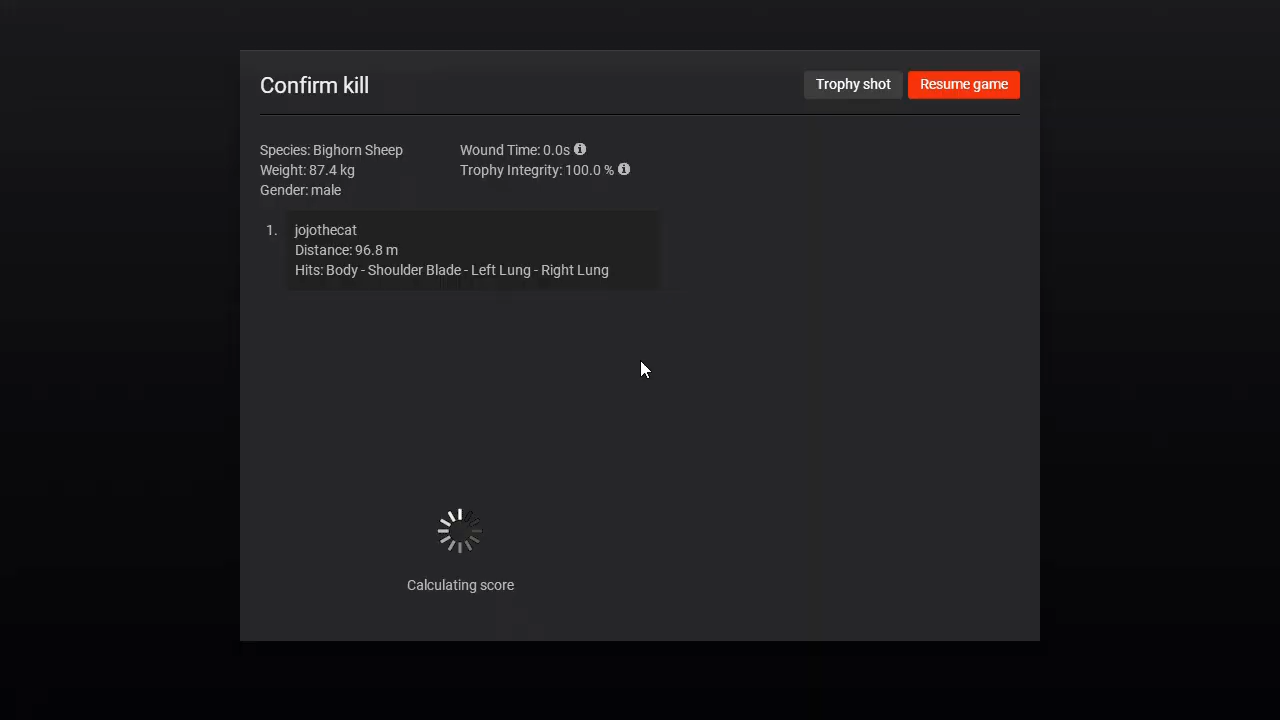 Confirm kill
Trophy shot
Resume game
Species: Bighorn Sheep
Weight: 87.4 kg
Gender: male
Wound Time: 0.0s
Trophy Integrity: 100.0 %
1.
jojothecat
Distance: 96.8 m
Hits: Body - Shoulder Blade - Left Lung - Right Lung
Calculating score